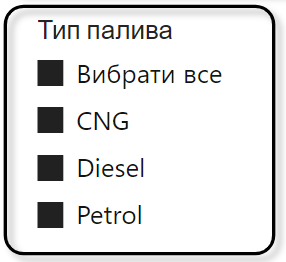 Тип палива
Вибрати все
CNG
Diesel
Petrol